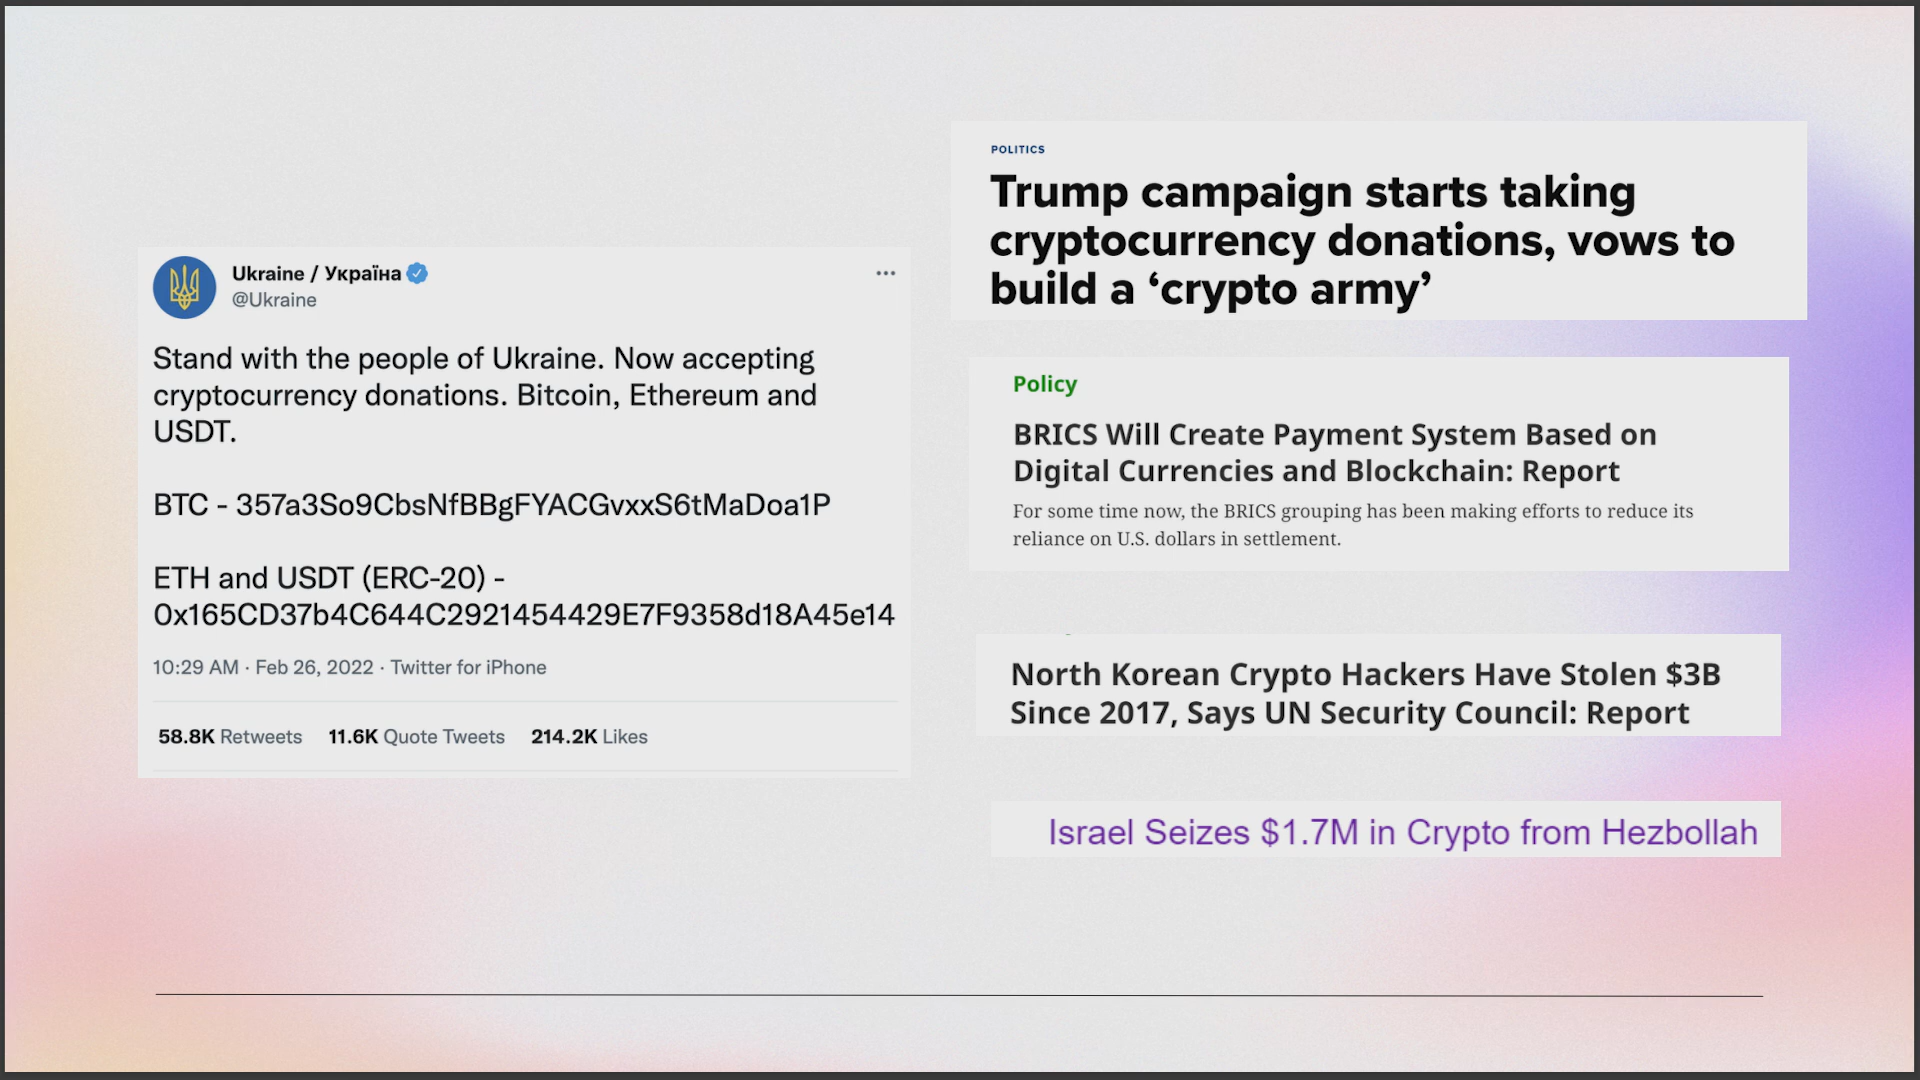 Ukraine / Україна
@Ukraine
Stand with the people of Ukraine. Now accepting
cryptocurrency donations. Bitcoin, Ethereum and
USDT.
BTC - 357a3So9CbsNfBBgFYACGvxxS6tMaDoa1P
ETH and USDT (ERC-20) -
0x165CD37b4C644C2921454429E7F9358d18A45e14
10:29 AM · Feb 26, 2022 · Twitter for iPhone
58.8K Retweets 11.6K Quote Tweets 214.2K Likes
POLITICS
Trump campaign starts taking
cryptocurrency donations, vows to
build a ‘crypto army’
Policy
BRICS Will Create Payment System Based on
Digital Currencies and Blockchain: Report
For some time now, the BRICS grouping has been making efforts to reduce its
reliance on U.S. dollars in settlement.
North Korean Crypto Hackers Have Stolen $3B
Since 2017, Says UN Security Council: Report
Israel Seizes $1.7M in Crypto from Hezbollah